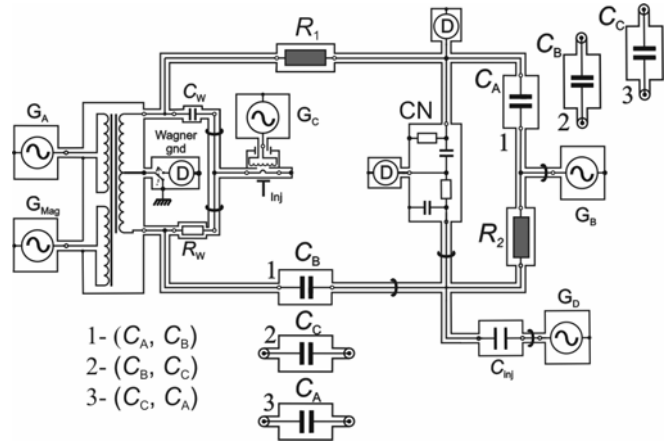 D
R1
CC
CB
CW
GC
CA
GA
CN
3
Wagner
gnd
2
D
1
D
Inj
GMag
GB
R2
RW
1
CB
GD
2
CC
1- (CA, CB)
2- (CB, CC)
CInj
3
CA
3- (CC, CA)